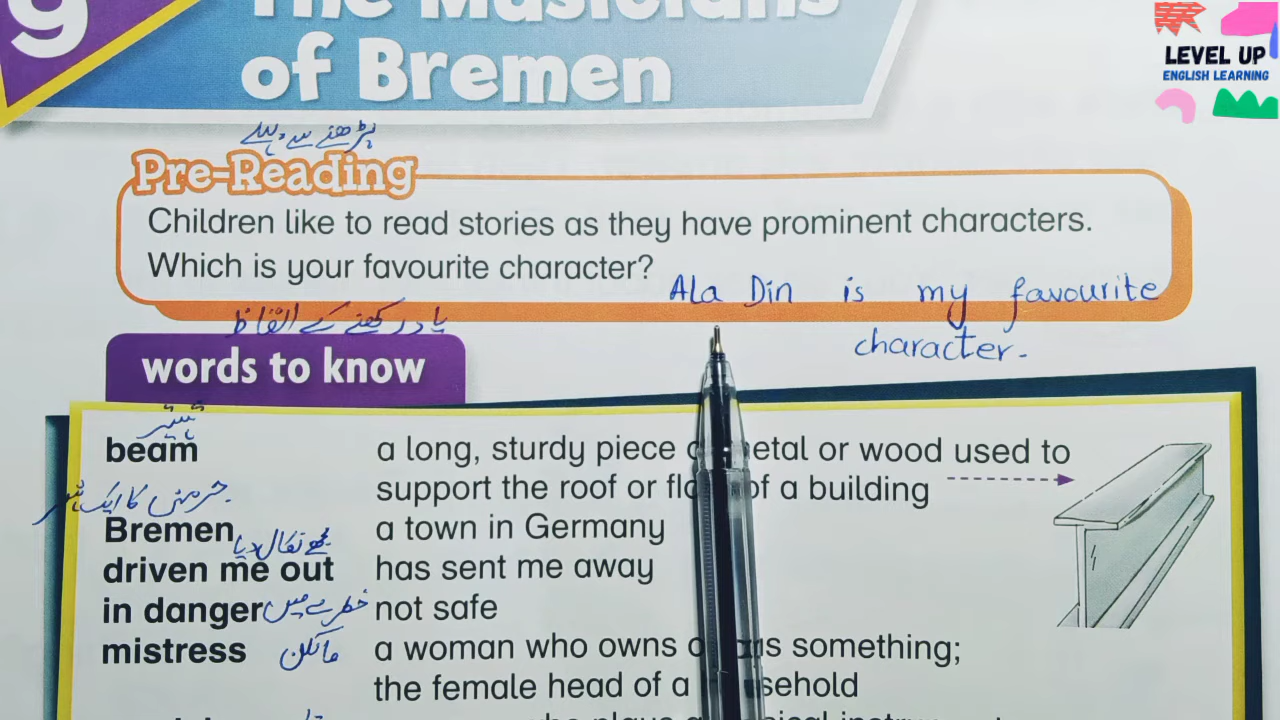 9
The Musicians
of Bremen
LEVEL UP
ENGLISH LEARNING
پڑھنے سے پہلے
Pre-Reading
Children like to read stories as they have prominent characters.
Which is your favourite character?
Ala Din is my favourite
character.
یاد رکھنے کے الفاظ
words to know
شہتیر
beam a long, sturdy piece metal or wood used to
support the roof or of a building
جرمنی کا ایک شہر
Bremen a town in Germany
مجھے نکال دیا
driven me out has sent me away
in danger خطرے میں not safe
mistress مالکن a woman who owns something;
the female head of a household